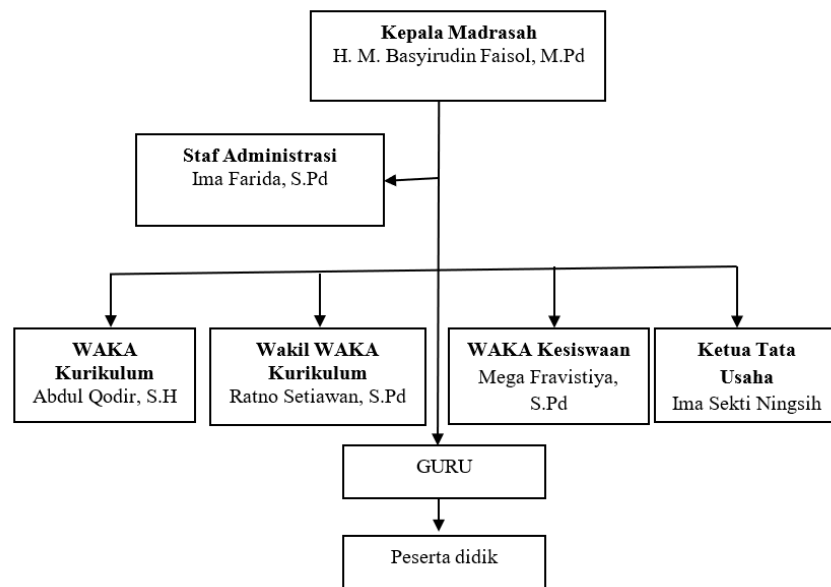 Kepala Madrasah
H. M. Basyirudin Faisol, M.Pd
Staf Administrasi
Ima Farida, S.Pd
WAKA
Kurikulum
Abdul Qodir, S.H
Wakil WAKA
Kurikulum
Ratno Setiawan, S.Pd
WAKA Kesiswaan
Mega Fravistiya,
S.Pd
Ketua Tata
Usaha
Ima Sekti Ningsih
GURU
Peserta didik